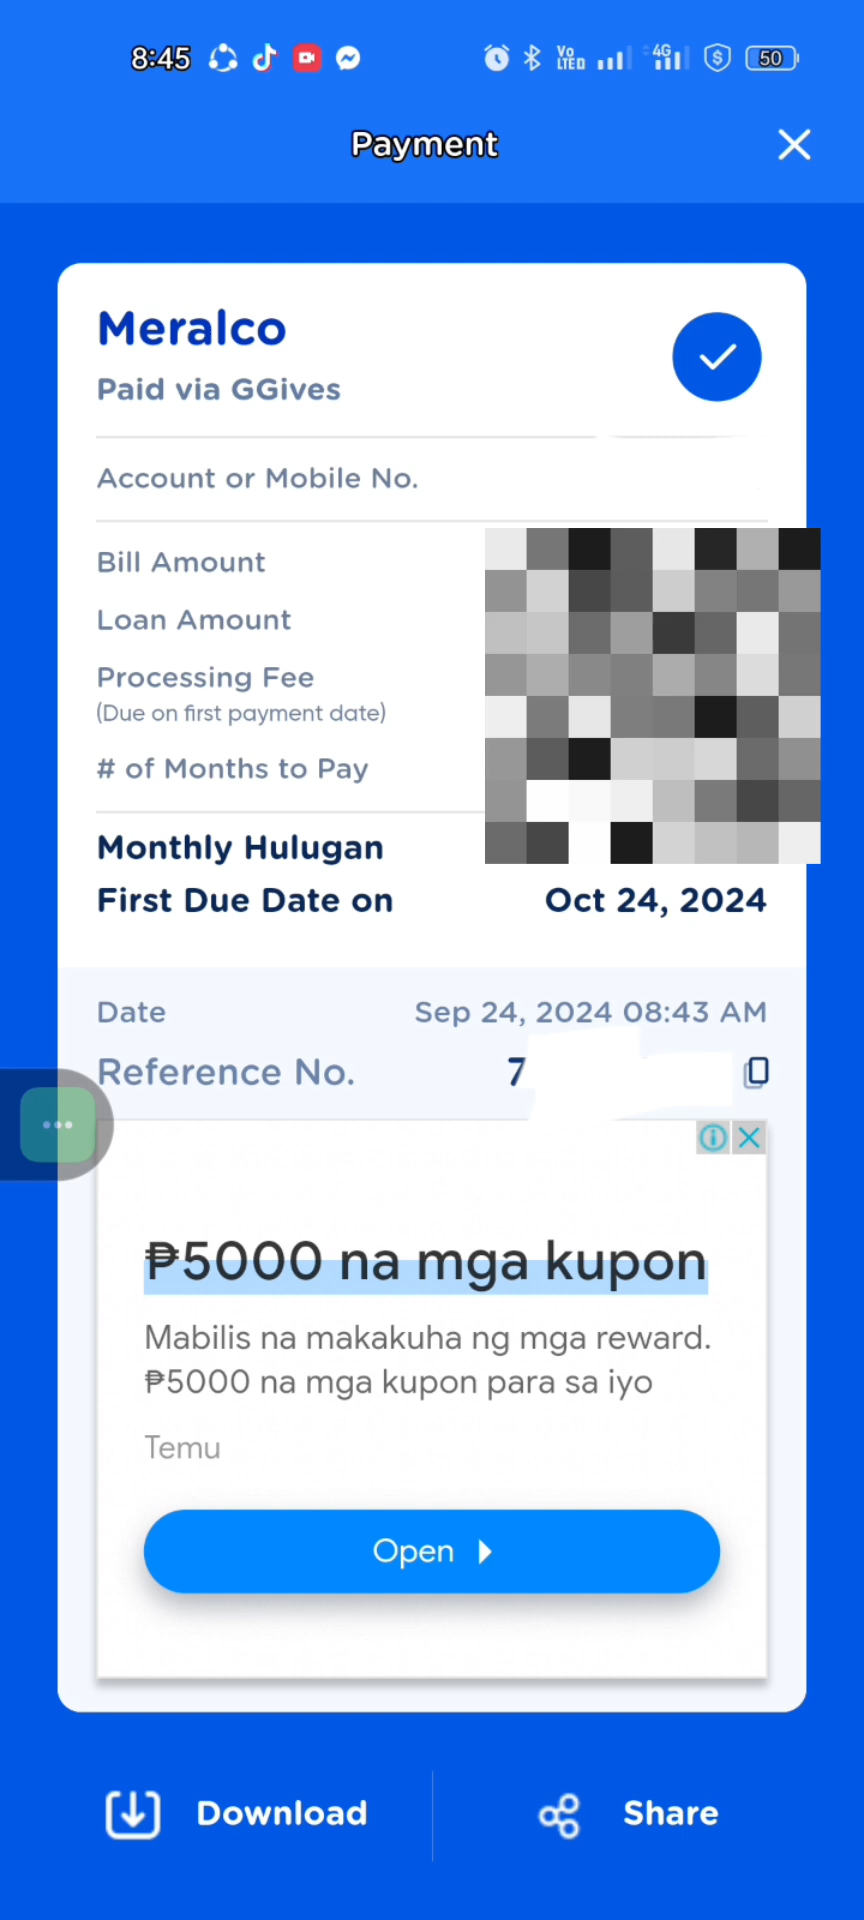 8:45
Vo LTED 4G 50
Payment
Meralco
Paid via GGives
Account or Mobile No.
Bill Amount
Loan Amount
Processing Fee
(Due on first payment date)
# of Months to Pay
Monthly Hulugan
First Due Date on Oct 24, 2024
Date Sep 24, 2024 08:43 AM
Reference No. 7
₱5000 na mga kupon
Mabilis na makakuha ng mga reward.
₱5000 na mga kupon para sa iyo
Temu
Open
Download Share